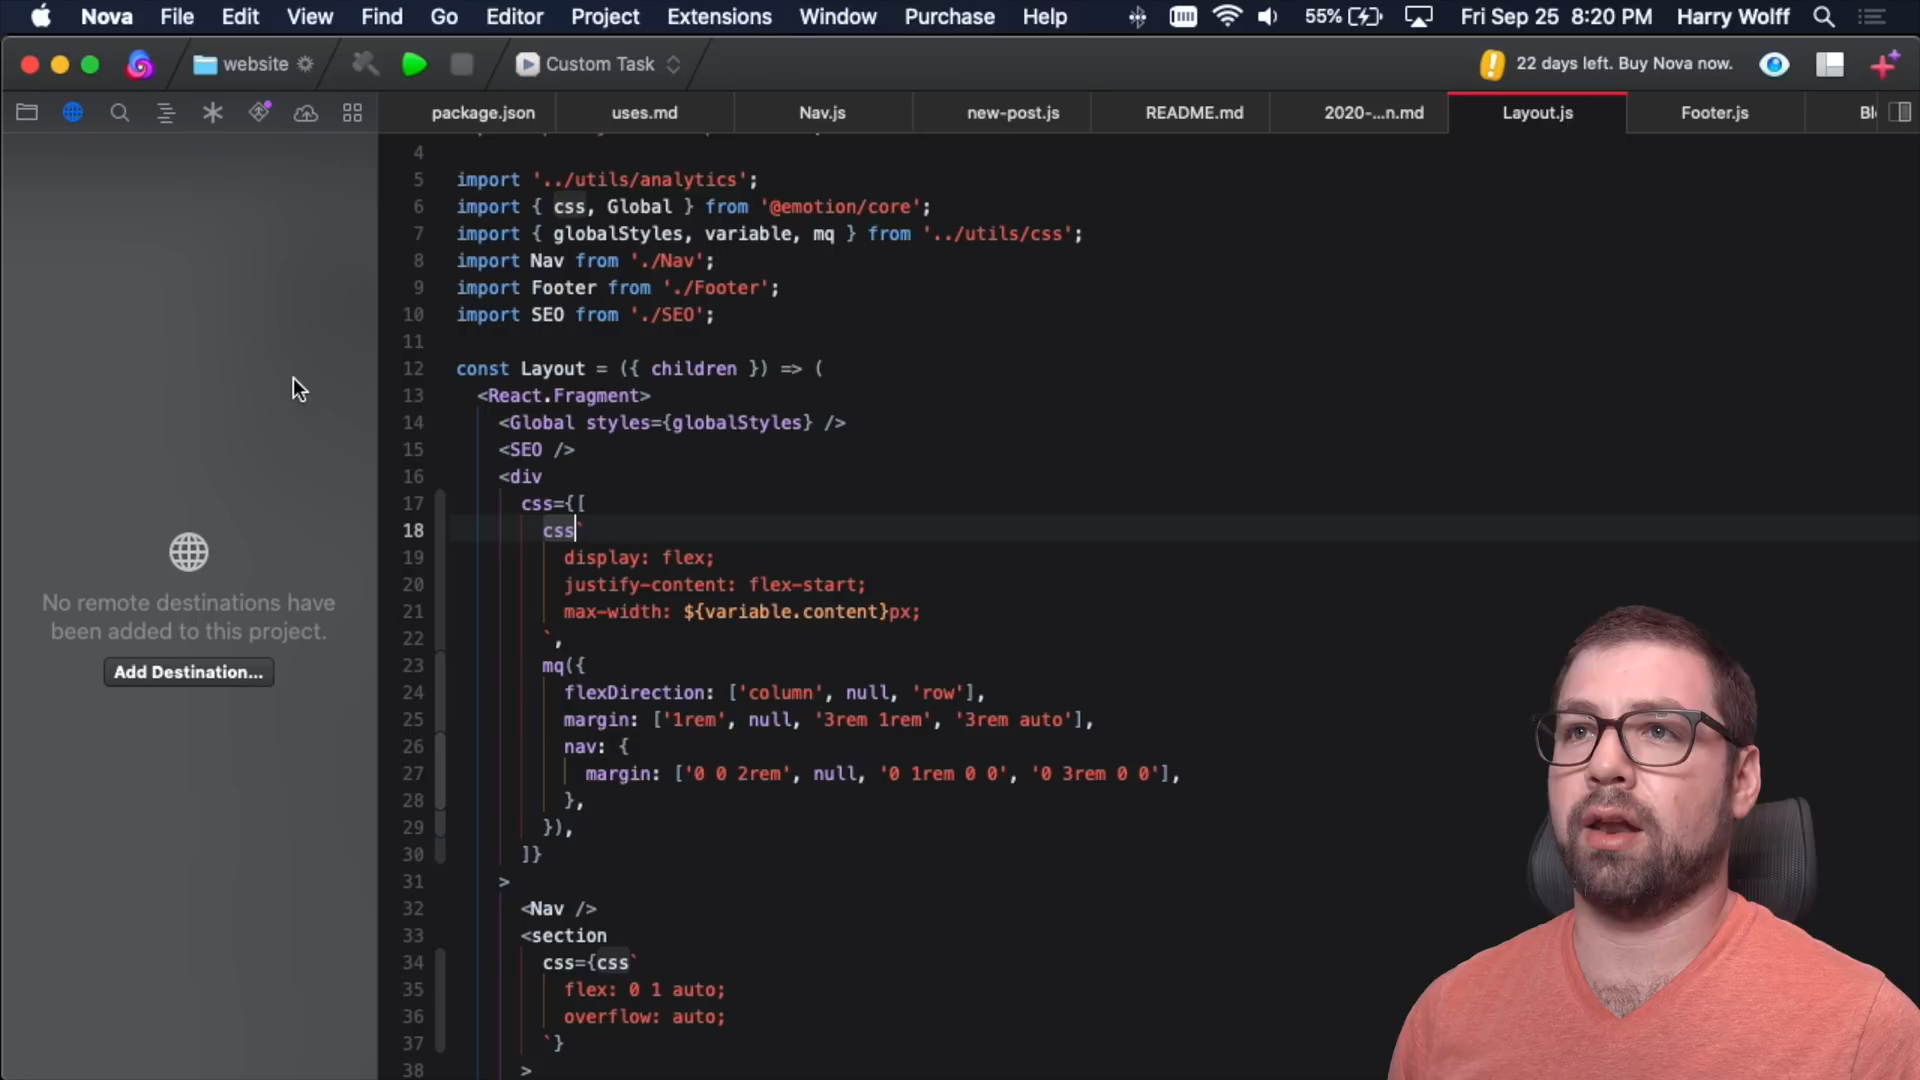 Nova File Edit View Find Go Editor Project Extensions Window Purchase Help 55% Fri Sep 25 8:20 PM Harry Wolff
website Custom Task 22 days left. Buy Nova now.
package.json uses.md Nav.js new-post.js README.md 2020-...n.md Layout.js Footer.js
4
5 import '../utils/analytics';
6 import { css, Global } from '@emotion/core';
7 import { globalStyles, variable, mq } from '../utils/css';
8 import Nav from './Nav';
9 import Footer from './Footer';
10 import SEO from './SEO';
11
12 const Layout = ({ children }) => (
13 <React.Fragment>
14 <Global styles={globalStyles} />
15 <SEO />
16 <div
17 css={[
18 css`
19 display: flex;
20 justify-content: flex-start;
21 max-width: ${variable.content}px;
22 `,
23 mq({
24 flexDirection: ['column', null, 'row'],
25 margin: ['1rem', null, '3rem 1rem', '3rem auto'],
26 nav: {
27 margin: ['0 0 2rem', null, '0 1rem 0 0', '0 3rem 0 0'],
28 },
29 }),
30 ]}
31 >
32 <Nav />
33 <section
34 css={css`
35 flex: 0 1 auto;
36 overflow: auto;
37 `}
38 >
No remote destinations have
been added to this project.
Add Destination...